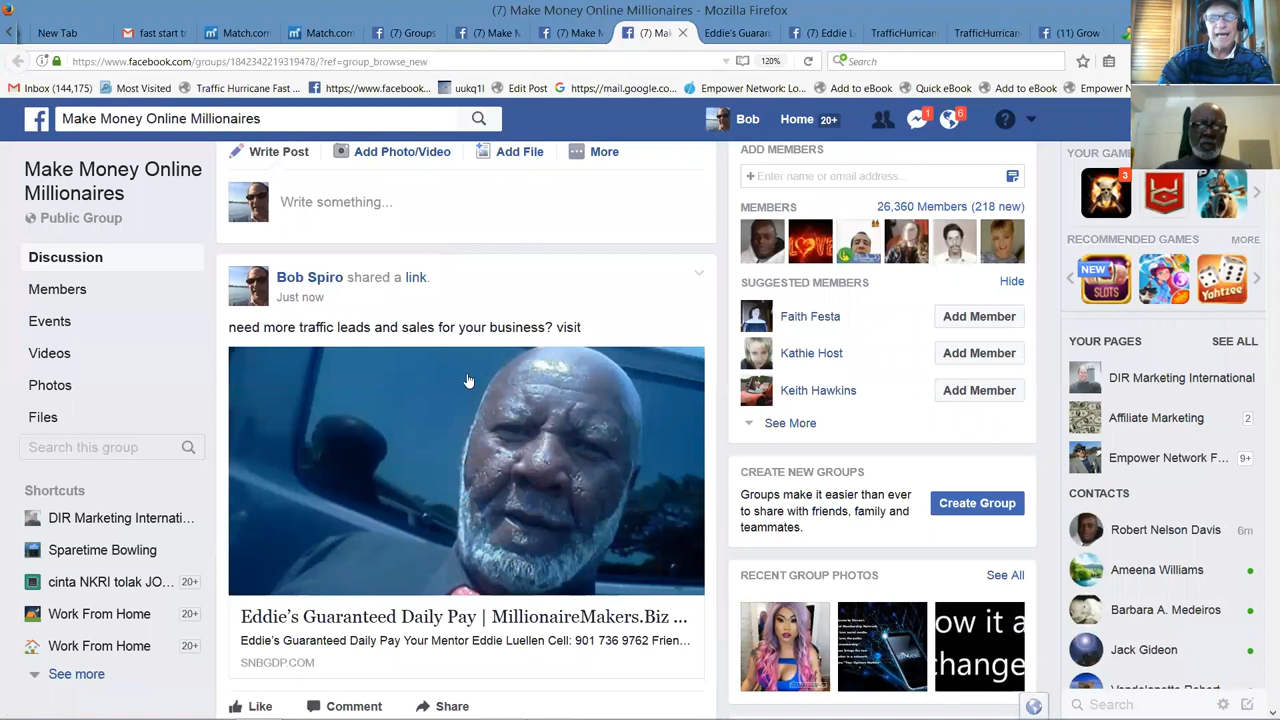 (7) Make Money Online Millionaires - Mozilla Firefox
New Tab
fast start t
Match.com
Match.com
(7) Groups
(7) Mak
(7) Make M
(7) Mak
Eddie's Guaran
(7) Eddie L
TrafficHurrican
TrafficHurrican
(11) Grow
https://www.facebook.com/groups/1842342219319478/?ref=group_browse_new
120%
Search
Inbox (144,175)
Most Visited
Traffic Hurricane Fast ...
https://www.facebook...
sukq1l
Edit Post
https://mail.google.co...
Empower Network: Lo...
Add to eBook
Quick eBook
Add to eBook
Empower N
Make Money Online Millionaires
Bob
Home 20+
1
6
Make Money Online
Millionaires
Public Group
Discussion
Members
Events
Videos
Photos
Files
Search this group
Shortcuts
DIR Marketing Internati...
Sparetime Bowling
cinta NKRI tolak JO... 20+
Work From Home 20+
Work From Home 20+
See more
Write Post
Add Photo/Video
Add File
More
Write something...
Bob Spiro shared a link.
Just now
need more traffic leads and sales for your business? visit
Eddie's Guaranteed Daily Pay | MillionaireMakers.Biz ...
Eddie's Guaranteed Daily Pay Your Mentor Eddie Luellen Cell: 901 736 9762 Frien...
SNBGDP.COM
Like
Comment
Share
ADD MEMBERS
Enter name or email address...
MEMBERS
26,360 Members (218 new)
SUGGESTED MEMBERS
Hide
Faith Festa
Add Member
Kathie Host
Add Member
Keith Hawkins
Add Member
See More
CREATE NEW GROUPS
Groups make it easier than ever
to share with friends, family and
teammates.
Create Group
RECENT GROUP PHOTOS
See All
ow it a
change
YOUR GAME
3
RECOMMENDED GAMES
MORE
NEW
SLOTS
YAHTZEE
YOUR PAGES
SEE ALL
DIR Marketing International
Affiliate Marketing 2
Empower Network F... 9+
CONTACTS
Robert Nelson Davis 6m
Ameena Williams
Barbara A. Medeiros
Jack Gideon
Search